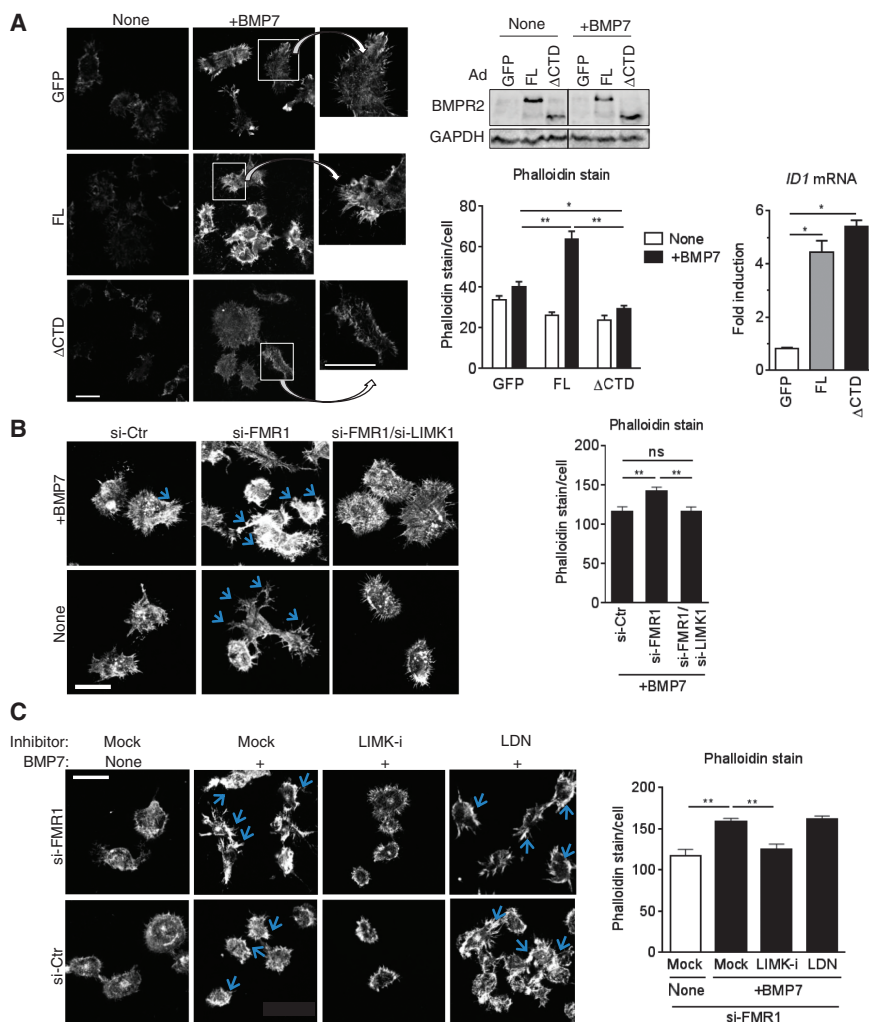 A
None
+BMP7
GFP
FL
ΔCTD
None
+BMP7
Ad
GFP
FL
ΔCTD
GFP
FL
ΔCTD
BMPR2
GAPDH
Phalloidin stain
Phalloidin stain/cell
80
60
40
20
0
*
**
**
GFP
FL
ΔCTD
None
+BMP7
ID1 mRNA
Fold induction
6
4
2
0
*
*
GFP
FL
ΔCTD
B
si-Ctr
si-FMR1
si-FMR1/si-LIMK1
+BMP7
None
Phalloidin stain
Phalloidin stain/cell
200
150
100
50
0
ns
**
**
si-Ctr
si-FMR1
si-FMR1/
si-LIMK1
+BMP7
C
Inhibitor: Mock Mock LIMK-i LDN
BMP7: None + + +
si-FMR1
si-Ctr
Phalloidin stain
Phalloidin stain/cell
200
150
100
50
0
**
**
Mock Mock LIMK-i LDN
None +BMP7
si-FMR1